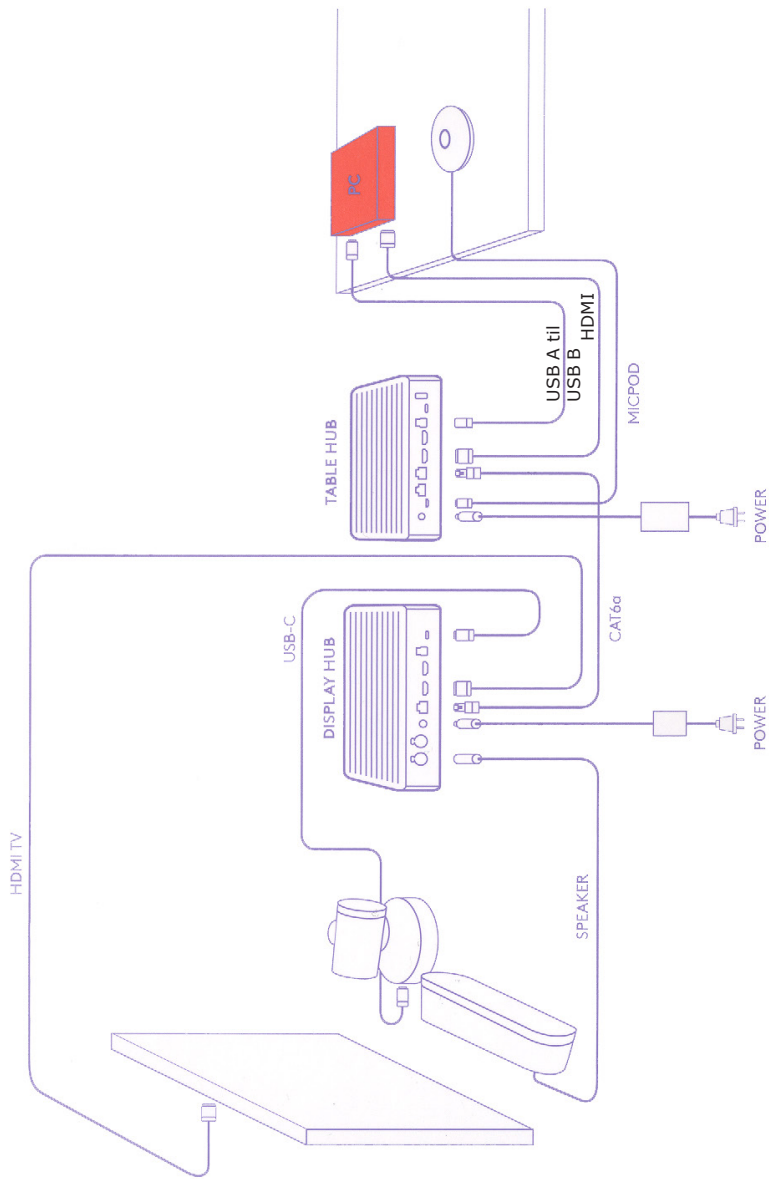 HDMI TV
USB-C
DISPLAY HUB
TABLE HUB
PC
USB A til
USB B
HDMI
MICPOD
CAT6a
SPEAKER
POWER
POWER